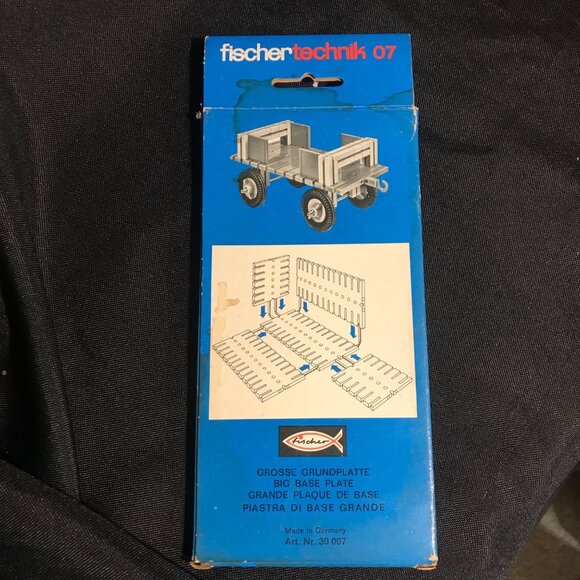 fischertechnik 07
fischer
GROSSE GRUNDPLATTE
BIG BASE PLATE
GRANDE PLAQUE DE BASE
PIASTRA DI BASE GRANDE
Made in Germany
Art. Nr. 30 007